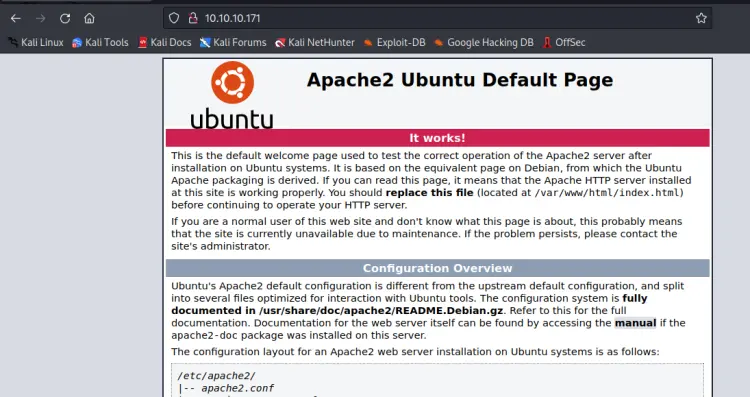 10.10.10.171
Kali Linux Kali Tools Kali Docs Kali Forums Kali NetHunter Exploit-DB Google Hacking DB OffSec
ubuntu
Apache2 Ubuntu Default Page
It works!
This is the default welcome page used to test the correct operation of the Apache2 server after
installation on Ubuntu systems. It is based on the equivalent page on Debian, from which the Ubuntu
Apache packaging is derived. If you can read this page, it means that the Apache HTTP server installed
at this site is working properly. You should replace this file (located at /var/www/html/index.html)
before continuing to operate your HTTP server.
If you are a normal user of this web site and don't know what this page is about, this probably means
that the site is currently unavailable due to maintenance. If the problem persists, please contact the
site's administrator.
Configuration Overview
Ubuntu's Apache2 default configuration is different from the upstream default configuration, and split
into several files optimized for interaction with Ubuntu tools. The configuration system is fully
documented in /usr/share/doc/apache2/README.Debian.gz. Refer to this for the full
documentation. Documentation for the web server itself can be found by accessing the manual if the
apache2-doc package was installed on this server.
The configuration layout for an Apache2 web server installation on Ubuntu systems is as follows:
/etc/apache2/
|-- apache2.conf